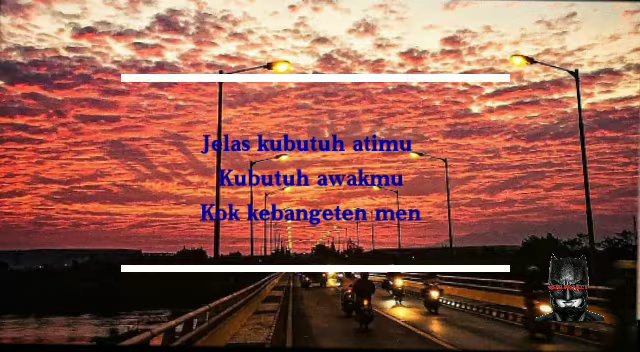 Jelas kubutuh atimu
Kubutuh awakmu
Kok kebangeten men